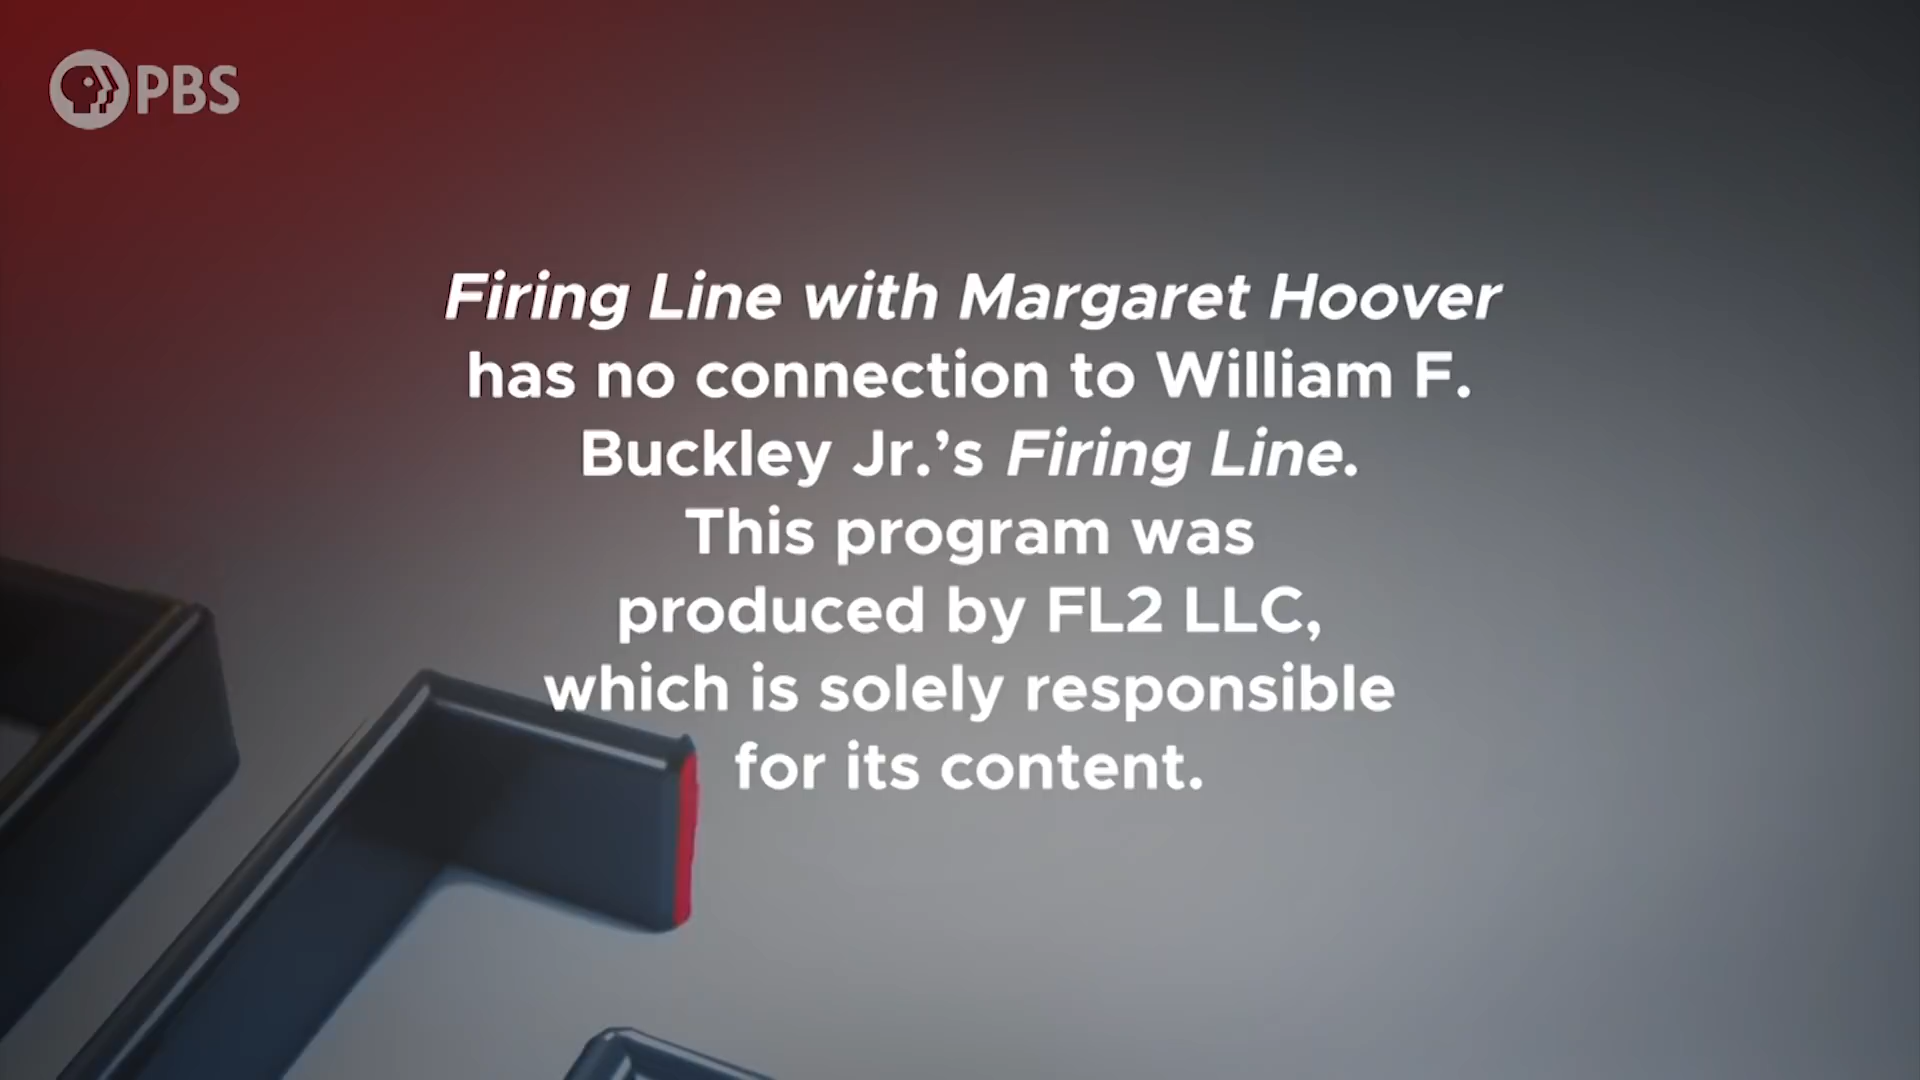 PBS
Firing Line with Margaret Hoover
has no connection to William F.
Buckley Jr.’s Firing Line.
This program was
produced by FL2 LLC,
which is solely responsible
for its content.